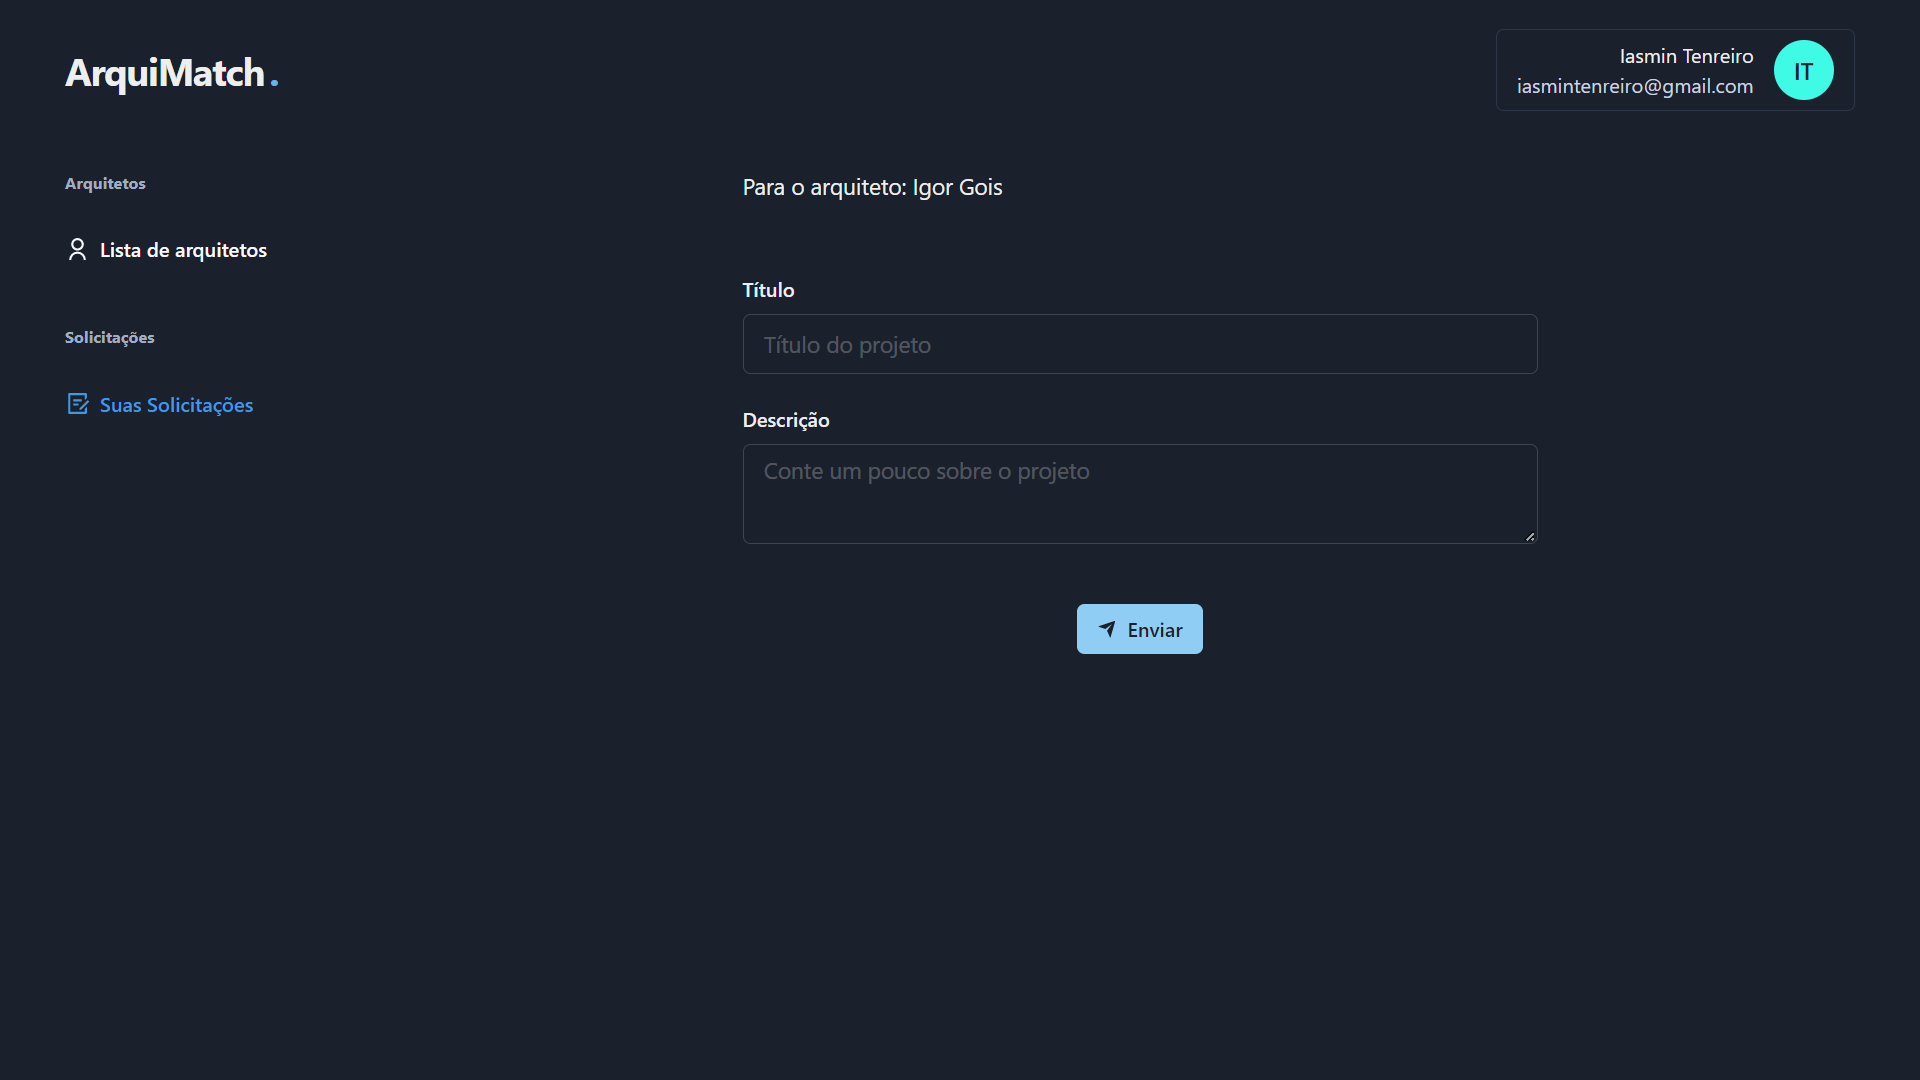 ArquiMatch.
Iasmin Tenreiro
iasmintenreiro@gmail.com
IT
Arquitetos
Lista de arquitetos
Solicitações
Suas Solicitações
Para o arquiteto: Igor Gois
Título
Título do projeto
Descrição
Conte um pouco sobre o projeto
Enviar